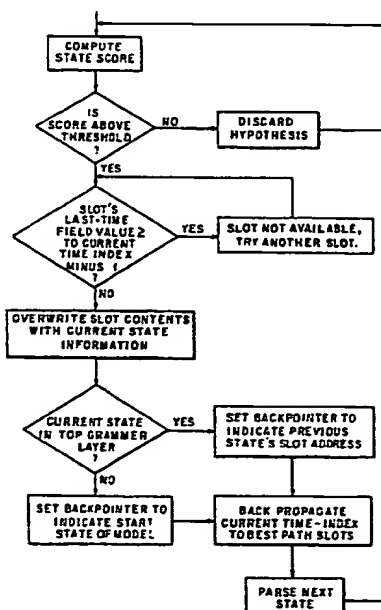 COMPUTE
STATE SCORE
IS
SCORE ABOVE
THRESHOLD
?
NO
DISCARD
HYPOTHESIS
YES
SLOT'S
LAST-TIME
FIELD VALUE ≥
TO CURRENT
TIME INDEX
MINUS 1
?
YES
SLOT NOT AVAILABLE,
TRY ANOTHER SLOT.
NO
OVERWRITE SLOT CONTENTS
WITH CURRENT STATE
INFORMATION
CURRENT STATE
IN TOP GRAMMER
LAYER
?
YES
SET BACKPOINTER TO
INDICATE PREVIOUS
STATE'S SLOT ADDRESS
NO
SET BACKPOINTER TO
INDICATE START
STATE OF MODEL
BACK PROPAGATE
CURRENT TIME-INDEX
TO BEST PATH SLOTS
PARSE NEXT
STATE